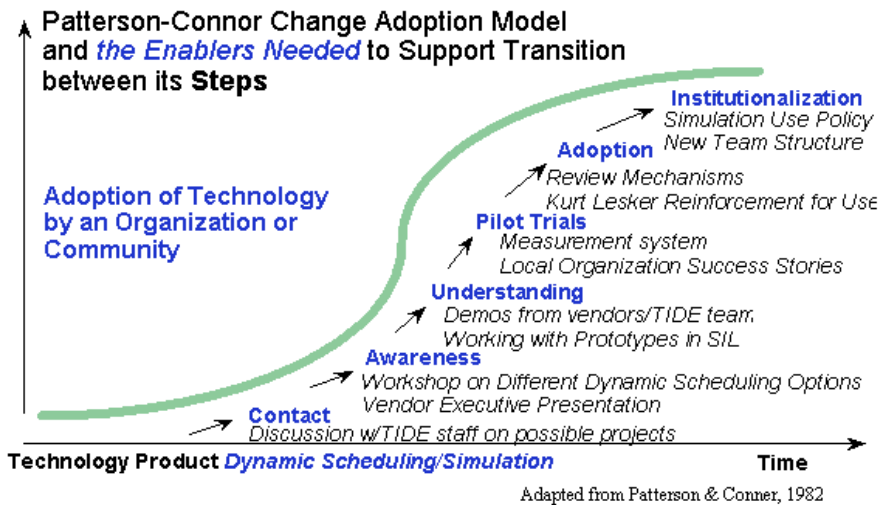 Patterson-Connor Change Adoption Model
and the Enablers Needed to Support Transition
between its Steps
Institutionalization
Simulation Use Policy
New Team Structure
Adoption
Review Mechanisms
Kurt Lesker Reinforcement for Use
Adoption of Technology
by an Organization or
Community
Pilot Trials
Measurement system
Local Organization Success Stories
Understanding
Demos from vendors/TIDE team
Working with Prototypes in SIL
Awareness
Workshop on Different Dynamic Scheduling Options
Vendor Executive Presentation
Contact
Discussion w/TIDE staff on possible projects
Technology Product Dynamic Scheduling/Simulation
Time
Adapted from Patterson & Conner, 1982